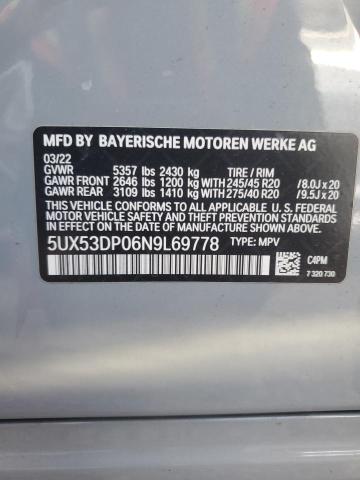 MFD BY BAYERISCHE MOTOREN WERKE AG
03/22
GVWR 5357 lbs 2430 kg TIRE / RIM
GAWR FRONT 2646 lbs 1200 kg WITH 245/45 R20 /8.0J x 20
GAWR REAR 3109 lbs 1410 kg WITH 275/40 R20 /9.5J x 20
THIS VEHICLE CONFORMS TO ALL APPLICABLE U. S. FEDERAL
MOTOR VEHICLE SAFETY, BUMPER, AND THEFT PREVENTION
STANDARDS IN EFFECT ON THE DATE OF MANUFACTURE SHOWN ABOVE.
5UX53DP06N9L69778 TYPE: MPV
C4PM
7 320 730